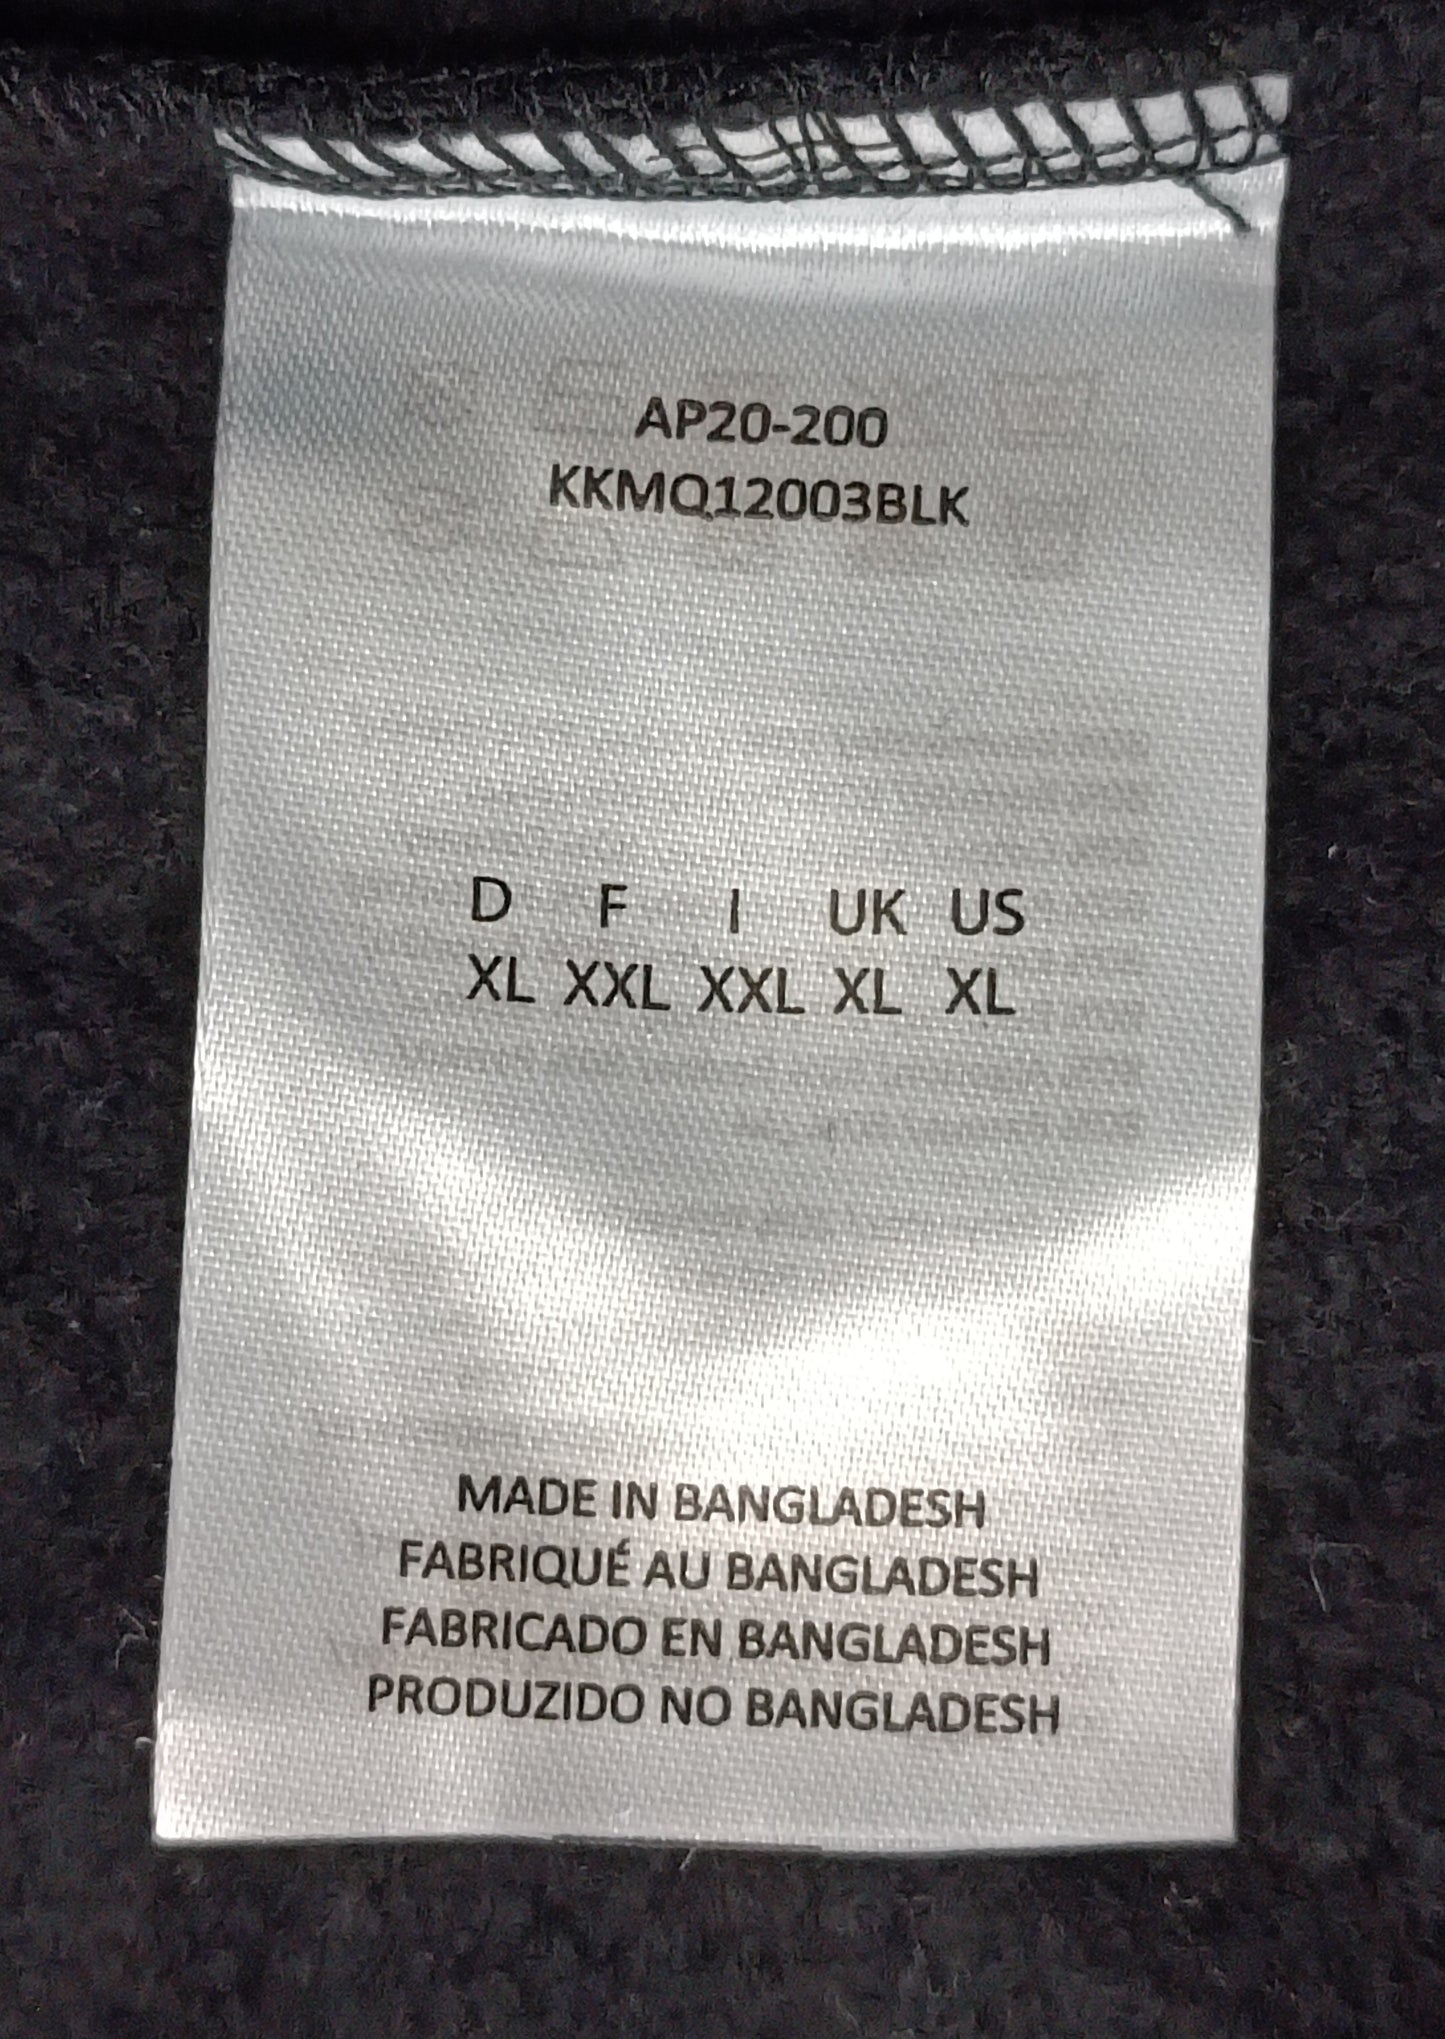 AP20-200
KKMQ12003BLK
D F I UK US
XL XXL XXL XL XL
MADE IN BANGLADESH
FABRIQUÉ AU BANGLADESH
FABRICADO EN BANGLADESH
PRODUZIDO NO BANGLADESH